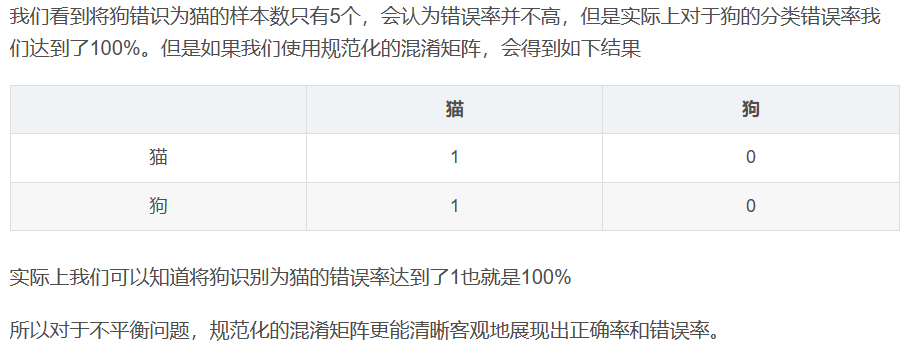 我们看到将狗错识为猫的样本数只有5个，会认为错误率并不高，但是实际上对于狗的分类错误率我
们达到了100%。但是如果我们使用规范化的混淆矩阵，会得到如下结果
猫 狗
猫 1 0
狗 1 0
实际上我们可以知道将狗识别为猫的错误率达到了1也就是100%
所以对于不平衡问题，规范化的混淆矩阵更能清晰客观地展现出正确率和错误率。